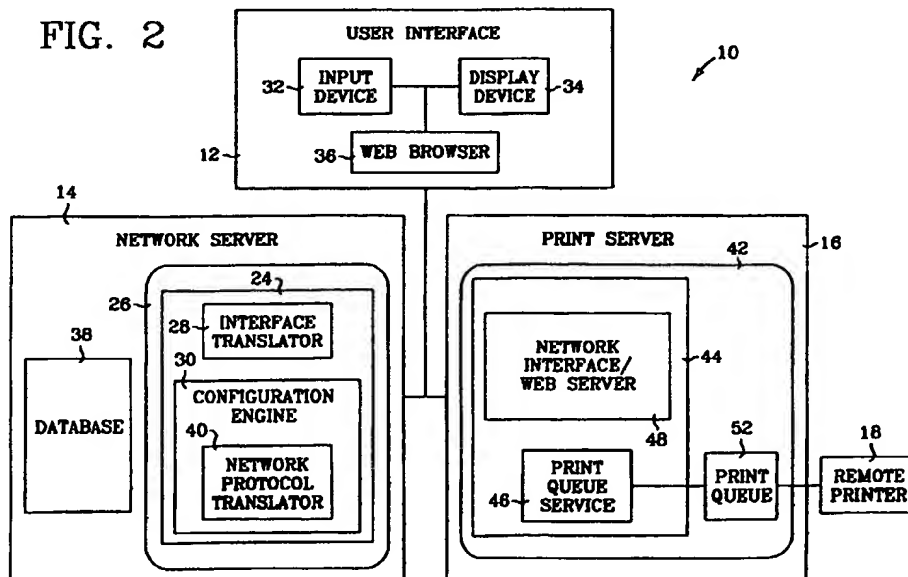 FIG. 2
USER INTERFACE
10
32
INPUT
DEVICE
DISPLAY
DEVICE
34
12
36
WEB BROWSER
14
NETWORK SERVER
26
24
28
INTERFACE
TRANSLATOR
38
DATABASE
30
CONFIGURATION
ENGINE
40
NETWORK
PROTOCOL
TRANSLATOR
PRINT SERVER
16
42
NETWORK
INTERFACE/
WEB SERVER
44
48
46
PRINT
QUEUE
SERVICE
52
PRINT
QUEUE
18
REMOTE
PRINTER